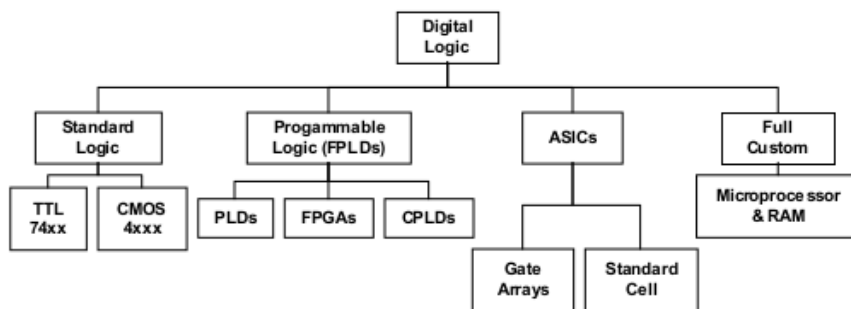 Digital
Logic
Standard
Logic
Progammable
Logic (FPLDs)
ASICs
Full
Custom
TTL
74xx
CMOS
4xxx
PLDs
FPGAs
CPLDs
Microprocessor
& RAM
Gate
Arrays
Standard
Cell